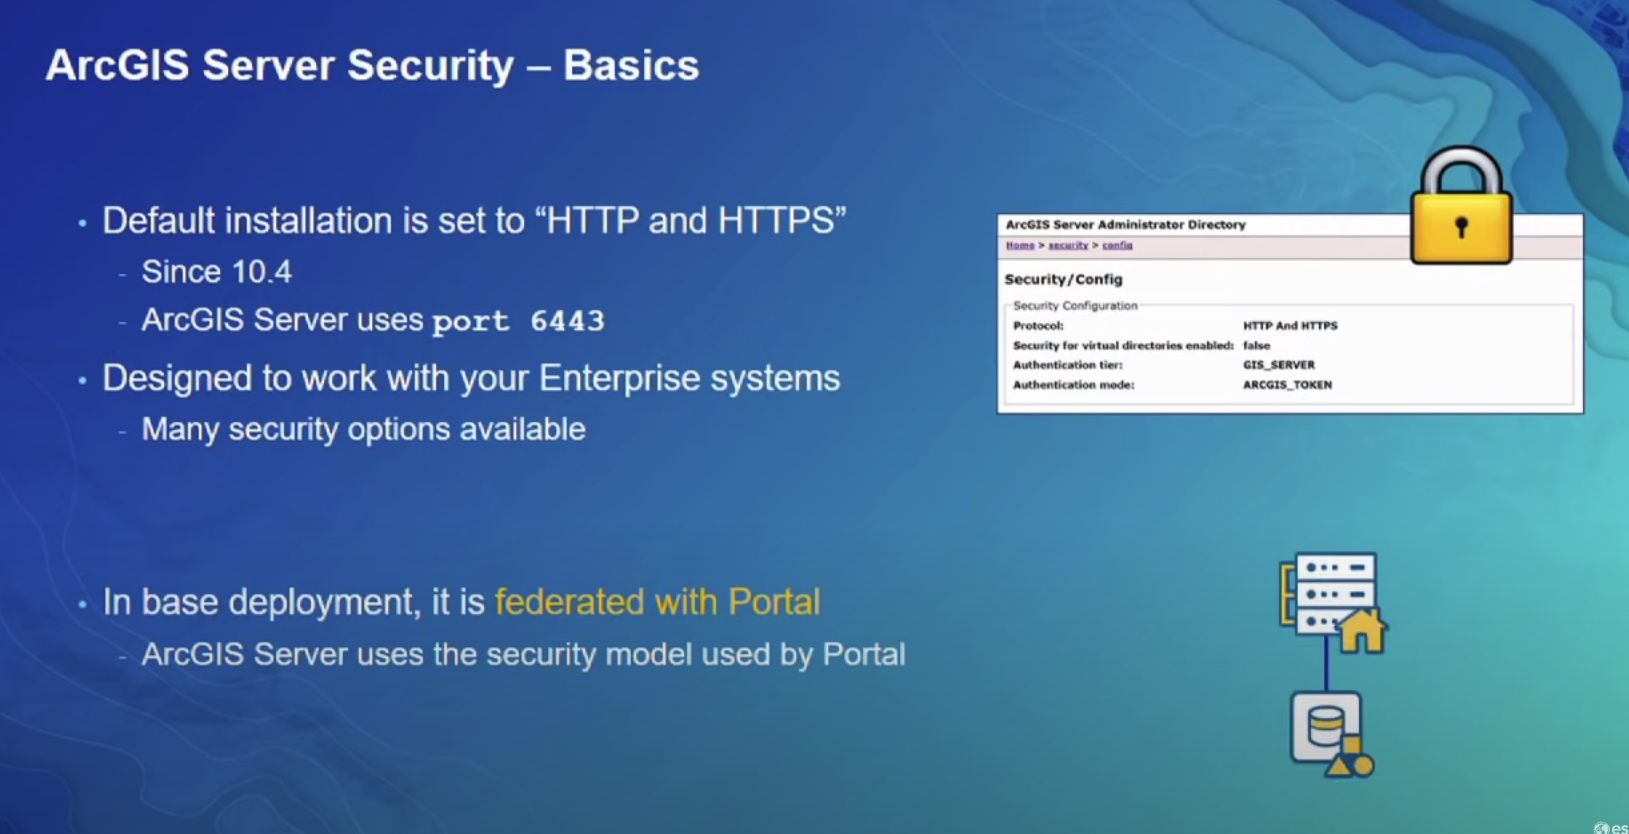 ArcGIS Server Security – Basics
• Default installation is set to “HTTP and HTTPS”
- Since 10.4
- ArcGIS Server uses port 6443
• Designed to work with your Enterprise systems
- Many security options available
• In base deployment, it is federated with Portal
- ArcGIS Server uses the security model used by Portal
ArcGIS Server Administrator Directory
Home > security > config
Security/Config
Security Configuration
Protocol: HTTP And HTTPS
Security for virtual directories enabled: false
Authentication tier: GIS_SERVER
Authentication mode: ARCGIS_TOKEN
es